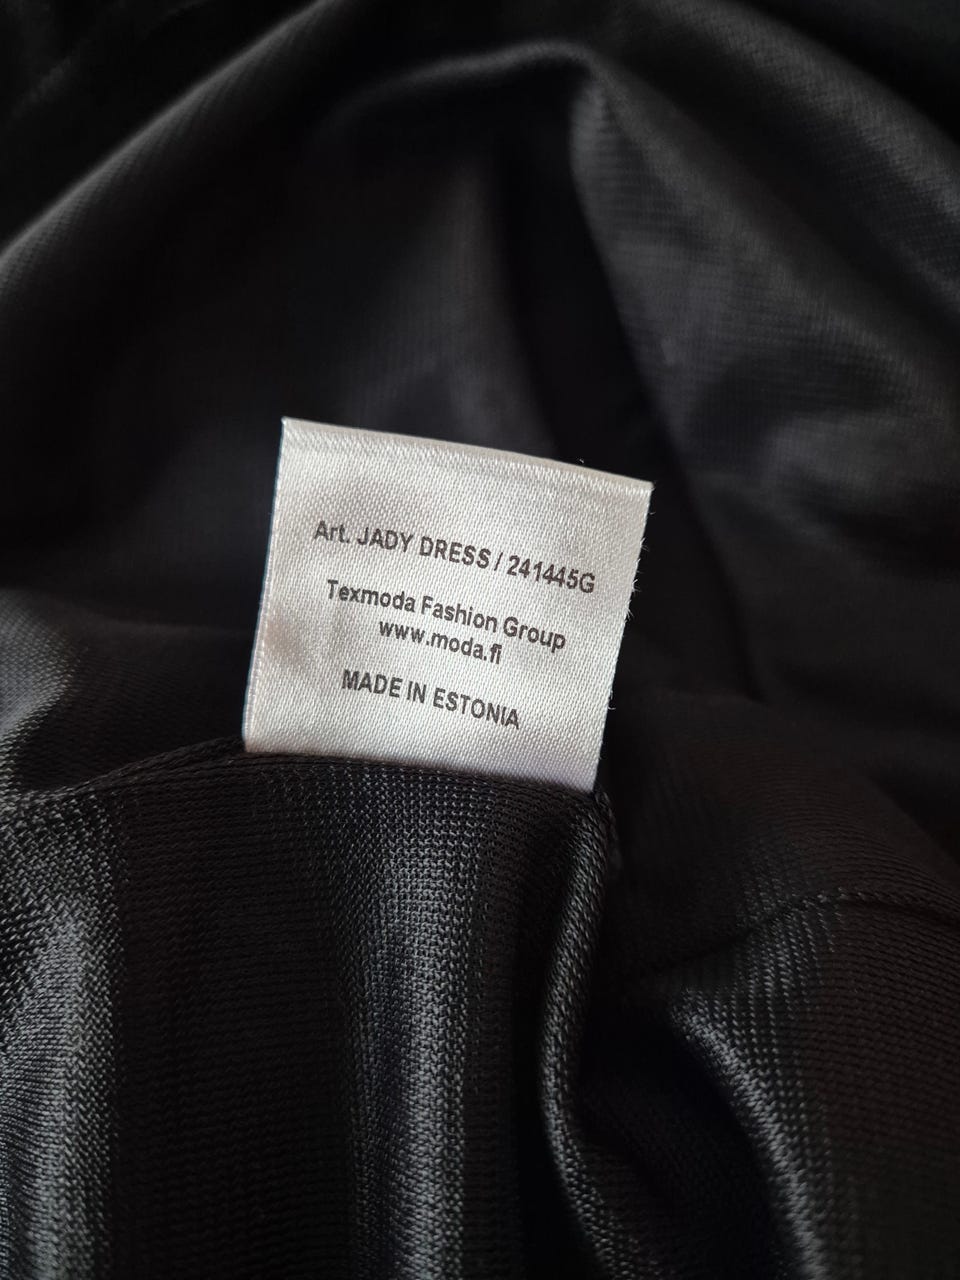 Art. JADY DRESS / 241445G
Texmoda Fashion Group
www.moda.fi
MADE IN ESTONIA